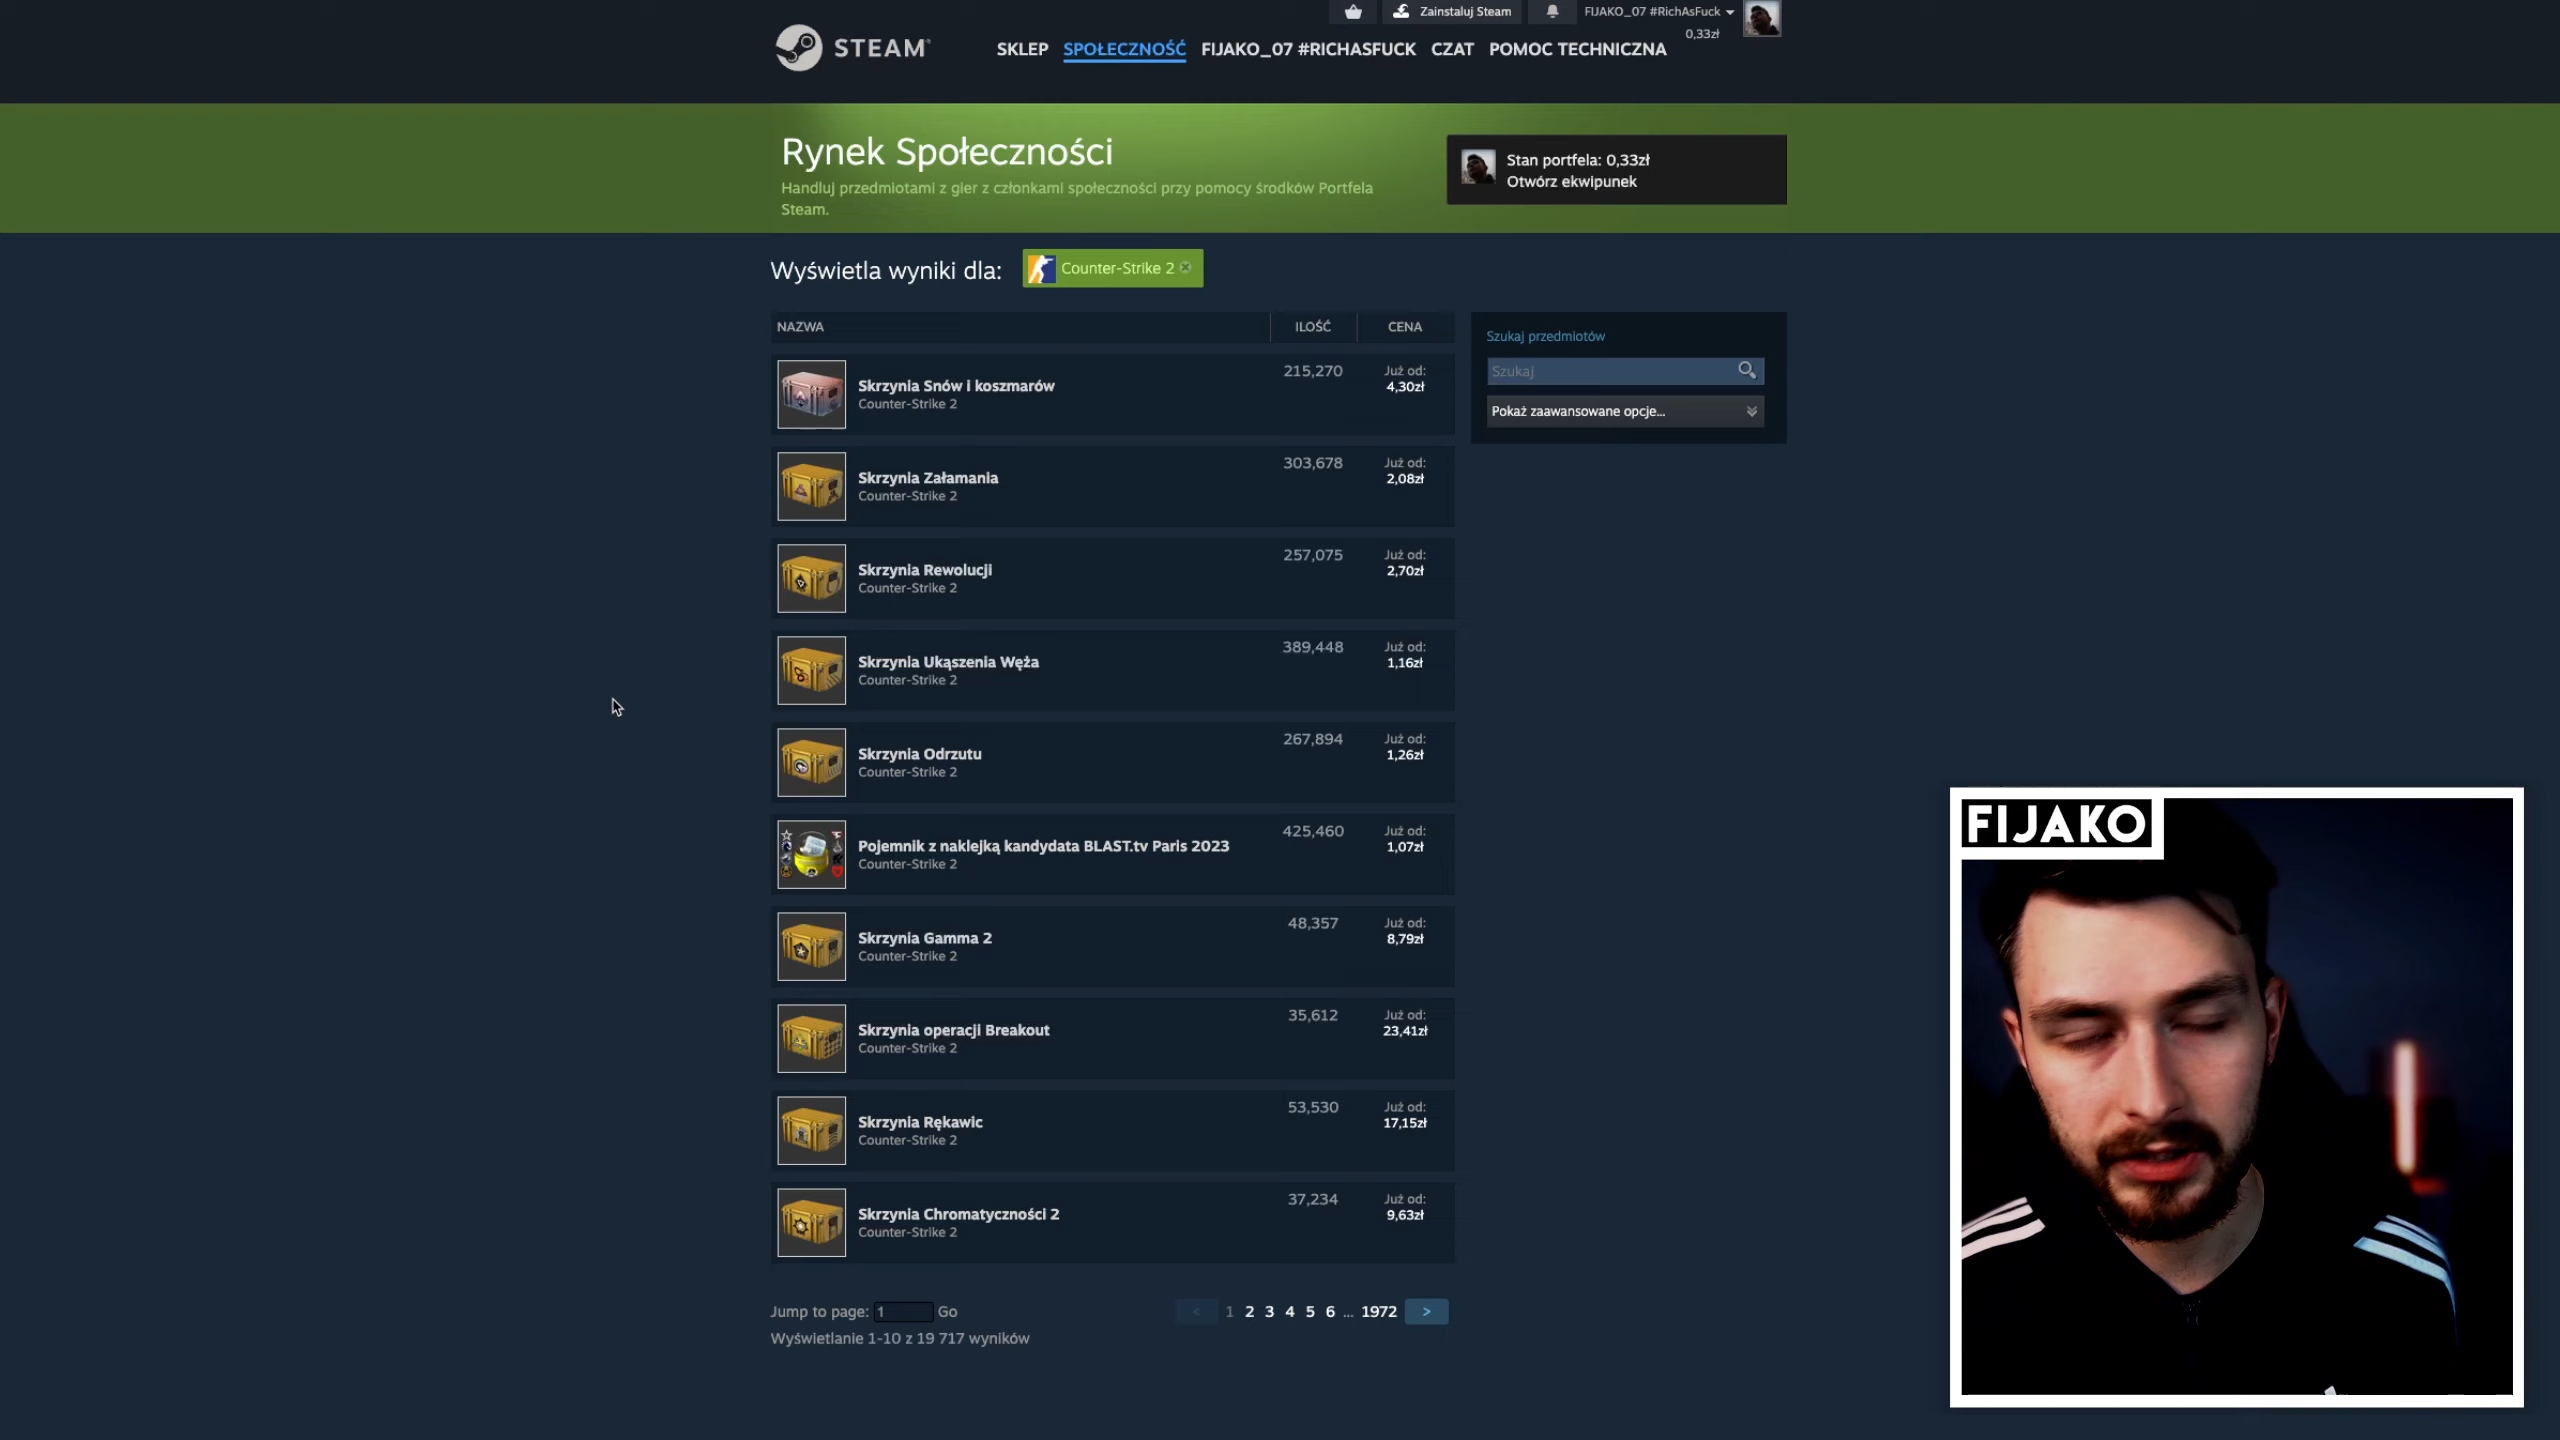 Zainstaluj Steam
FIJAKO_07 #RichAsFuck
0,33zł
STEAM
SKLEP SPOŁECZNOŚĆ FIJAKO_07 #RICHASFUCK CZAT POMOC TECHNICZNA
Rynek Społeczności
Handluj przedmiotami z gier z członkami społeczności przy pomocy środków Portfela
Steam.
Stan portfela: 0,33zł
Otwórz ekwipunek
Wyświetla wyniki dla: Counter-Strike 2
NAZWA ILOŚĆ CENA
Szukaj przedmiotów
Szukaj
Pokaż zaawansowane opcje...
Skrzynia Snów i koszmarów
Counter-Strike 2
215,270
Już od:
4,30zł
Skrzynia Załamania
Counter-Strike 2
303,678
Już od:
2,08zł
Skrzynia Rewolucji
Counter-Strike 2
257,075
Już od:
2,70zł
Skrzynia Ukąszenia Węża
Counter-Strike 2
389,448
Już od:
1,16zł
Skrzynia Odrzutu
Counter-Strike 2
267,894
Już od:
1,26zł
Pojemnik z naklejką kandydata BLAST.tv Paris 2023
Counter-Strike 2
425,460
Już od:
1,07zł
Skrzynia Gamma 2
Counter-Strike 2
48,357
Już od:
8,79zł
Skrzynia operacji Breakout
Counter-Strike 2
35,612
Już od:
23,41zł
Skrzynia Rękawic
Counter-Strike 2
53,530
Już od:
17,15zł
Skrzynia Chromatyczności 2
Counter-Strike 2
37,234
Już od:
9,63zł
Jump to page: 1 Go
< 1 2 3 4 5 6 ... 1972 >
Wyświetlanie 1-10 z 19 717 wyników
FIJAKO